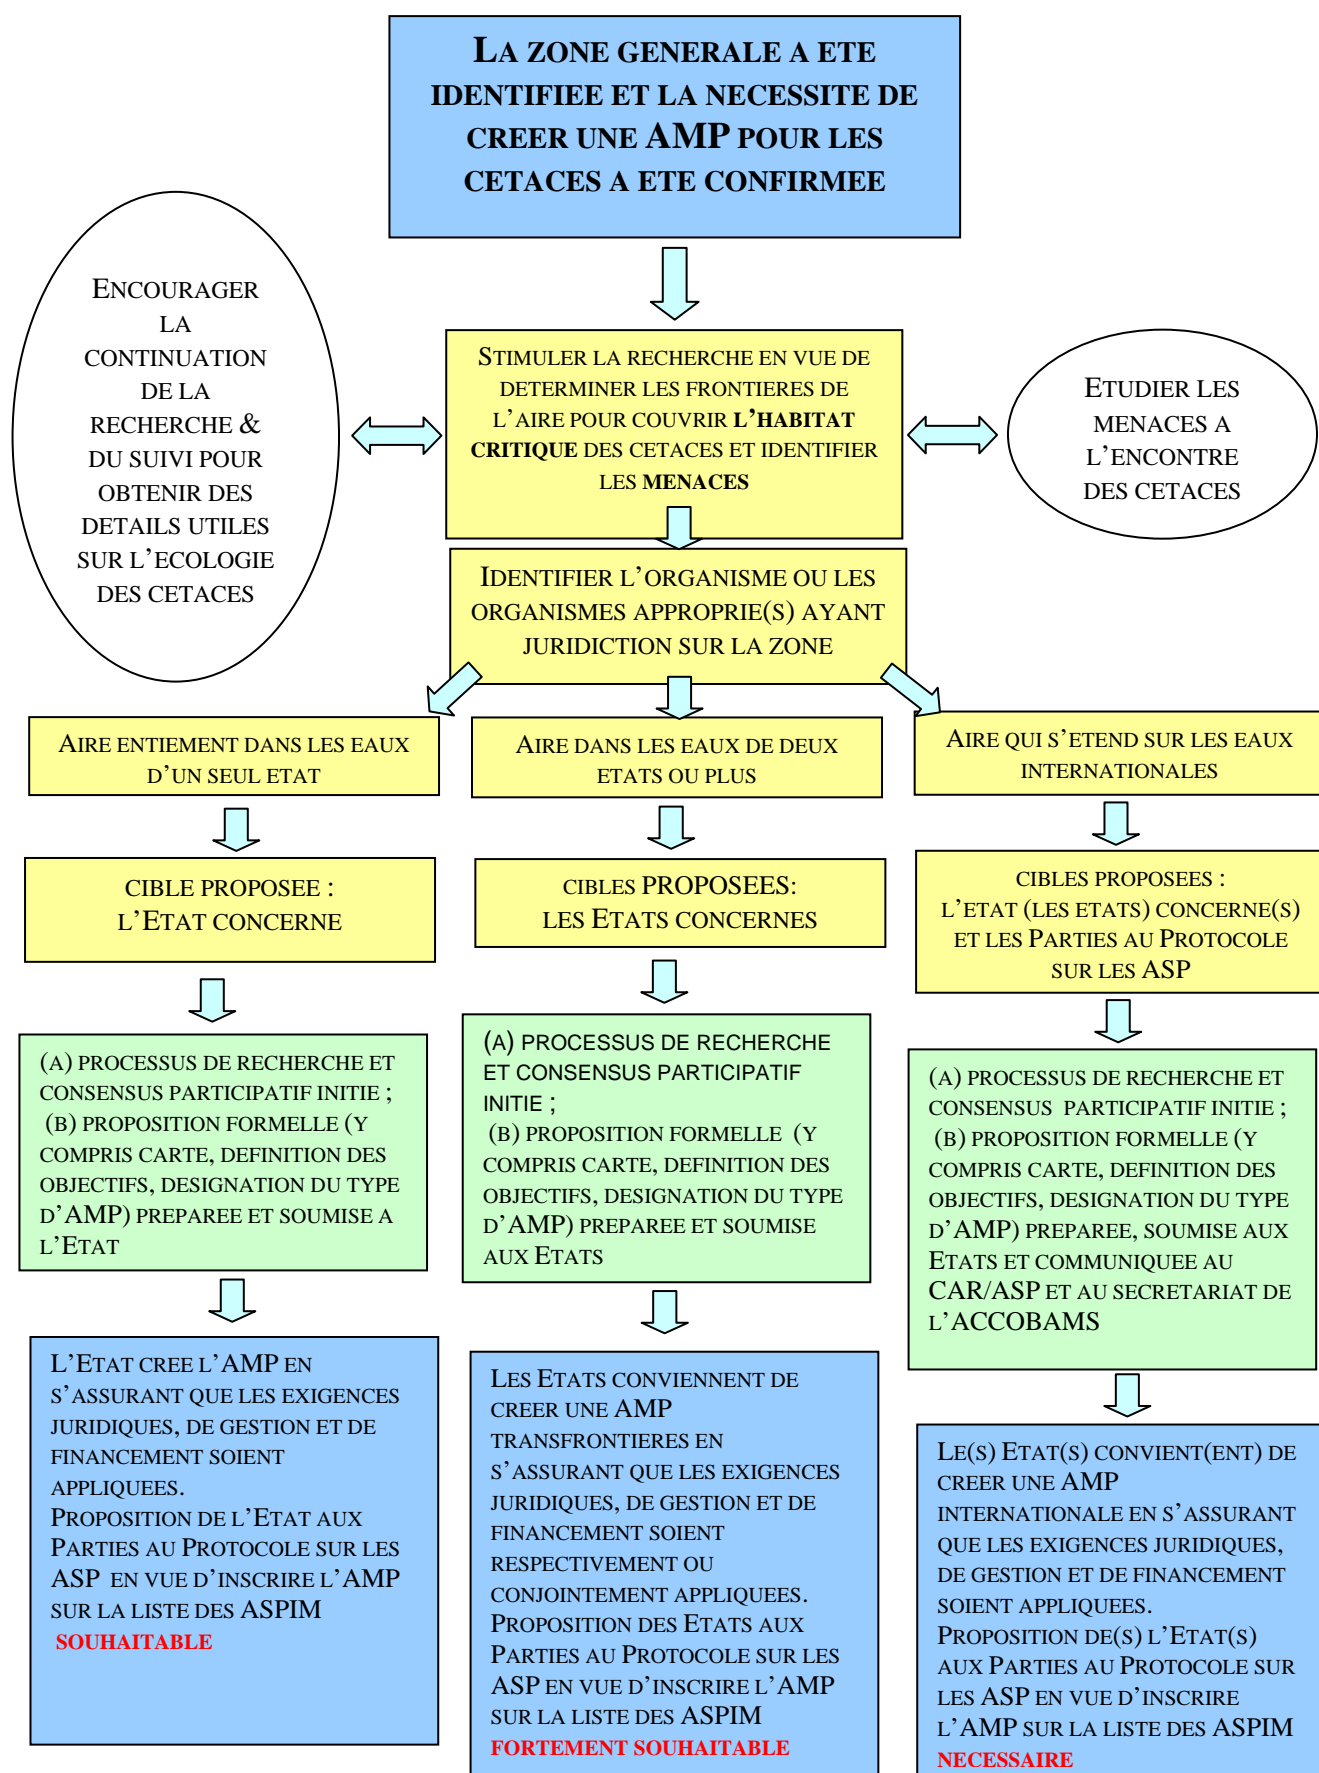 LA ZONE GENERALE A ETE
IDENTIFIEE ET LA NECESSITE DE
CREER UNE AMP POUR LES
CETACES A ETE CONFIRMEE
ENCOURAGER
LA
CONTINUATION
DE LA
RECHERCHE &
DU SUIVI POUR
OBTENIR DES
DETAILS UTILES
SUR L’ECOLOGIE
DES CETACES
STIMULER LA RECHERCHE EN VUE DE
DETERMINER LES FRONTIERES DE
L’AIRE POUR COUVRIR L’HABITAT
CRITIQUE DES CETACES ET IDENTIFIER
LES MENACES
ETUDIER LES
MENACES A
L’ENCONTRE
DES CETACES
IDENTIFIER L’ORGANISME OU LES
ORGANISMES APPROPRIE(S) AYANT
JURIDICTION SUR LA ZONE
AIRE ENTIEMENT DANS LES EAUX
D’UN SEUL ETAT
AIRE DANS LES EAUX DE DEUX
ETATS OU PLUS
AIRE QUI S’ETEND SUR LES EAUX
INTERNATIONALES
CIBLE PROPOSEE :
L’ETAT CONCERNE
CIBLES PROPOSEES:
LES ETATS CONCERNES
CIBLES PROPOSEES :
L’ETAT (LES ETATS) CONCERNE(S)
ET LES PARTIES AU PROTOCOLE
SUR LES ASP
(A) PROCESSUS DE RECHERCHE ET
CONSENSUS PARTICIPATIF INITIE ;
(B) PROPOSITION FORMELLE (Y
COMPRIS CARTE, DEFINITION DES
OBJECTIFS, DESIGNATION DU TYPE
D’AMP) PREPAREE ET SOUMISE A
L’ETAT
(A) PROCESSUS DE RECHERCHE
ET CONSENSUS PARTICIPATIF
INITIE ;
(B) PROPOSITION FORMELLE (Y
COMPRIS CARTE, DEFINITION DES
OBJECTIFS, DESIGNATION DU TYPE
D’AMP) PREPAREE ET SOUMISE
AUX ETATS
(A) PROCESSUS DE RECHERCHE ET
CONSENSUS PARTICIPATIF INITIE ;
(B) PROPOSITION FORMELLE (Y
COMPRIS CARTE, DEFINITION DES
OBJECTIFS, DESIGNATION DU TYPE
D’AMP) PREPAREE, SOUMISE AUX
ETATS ET COMMUNIQUEE AU
CAR/ASP ET AU SECRETARIAT DE
L’ACCOBAMS
L’ETAT CREE L’AMP EN
S’ASSURANT QUE LES EXIGENCES
JURIDIQUES, DE GESTION ET DE
FINANCEMENT SOIENT
APPLIQUEES.
PROPOSITION DE L’ETAT AUX
PARTIES AU PROTOCOLE SUR LES
ASP EN VUE D’INSCRIRE L’AMP
SUR LA LISTE DES ASPIM
SOUHAITABLE
LES ETATS CONVIENNENT DE
CREER UNE AMP
TRANSFRONTIERES EN
S’ASSURANT QUE LES EXIGENCES
JURIDIQUES, DE GESTION ET DE
FINANCEMENT SOIENT
RESPECTIVEMENT OU
CONJOINTEMENT APPLIQUEES.
PROPOSITION DES ETATS AUX
PARTIES AU PROTOCOLE SUR LES
ASP EN VUE D’INSCRIRE L’AMP
SUR LA LISTE DES ASPIM
FORTEMENT SOUHAITABLE
LE(S) ETAT(S) CONVIENT(ENT) DE
CREER UNE AMP
INTERNATIONALE EN S’ASSURANT
QUE LES EXIGENCES JURIDIQUES,
DE GESTION ET DE FINANCEMENT
SOIENT APPLIQUEES.
PROPOSITION DE(S) L’ETAT(S)
AUX PARTIES AU PROTOCOLE SUR
LES ASP EN VUE D’INSCRIRE
L’AMP SUR LA LISTE DES ASPIM
NECESSAIRE